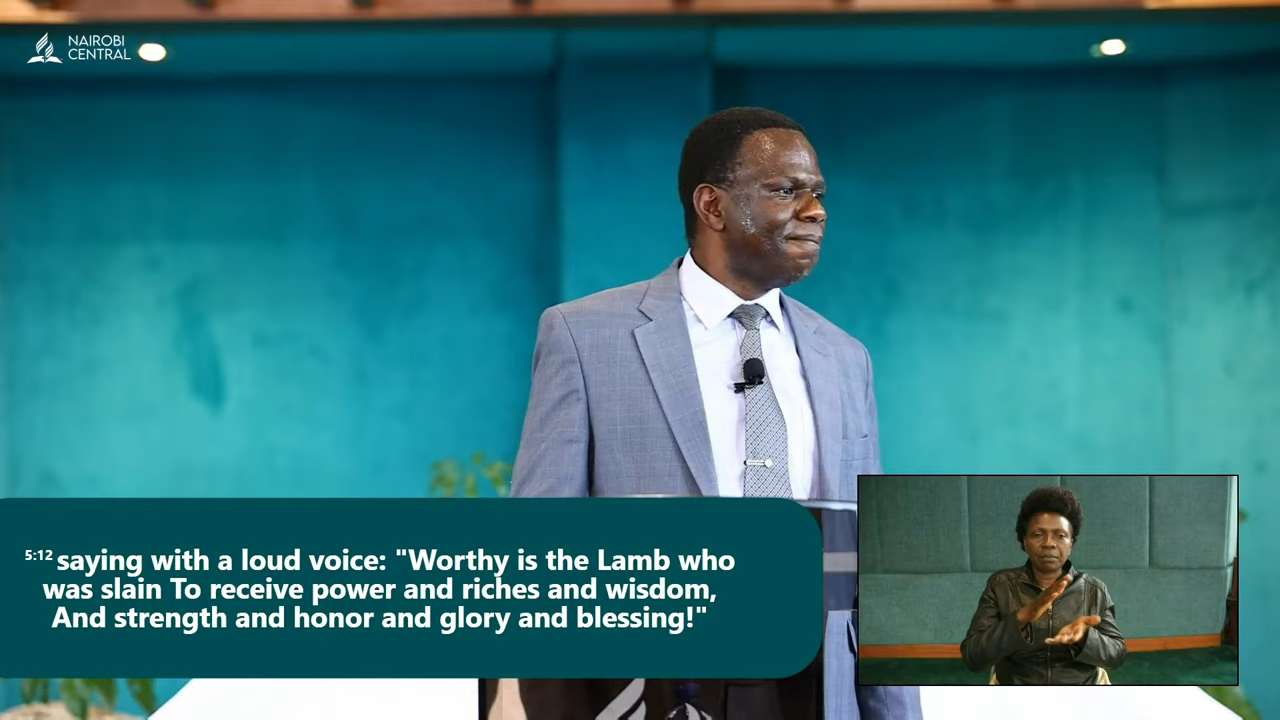 NAIROBI
CENTRAL
5:12 saying with a loud voice: "Worthy is the Lamb who
was slain To receive power and riches and wisdom,
And strength and honor and glory and blessing!"